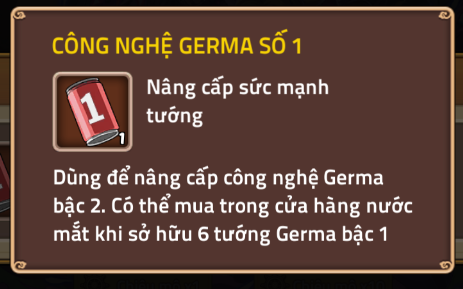 CÔNG NGHỆ GERMA SỐ 1
1
1
Nâng cấp sức mạnh
tướng
Dùng để nâng cấp công nghệ Germa
bậc 2. Có thể mua trong cửa hàng nước
mắt khi sở hữu 6 tướng Germa bậc 1